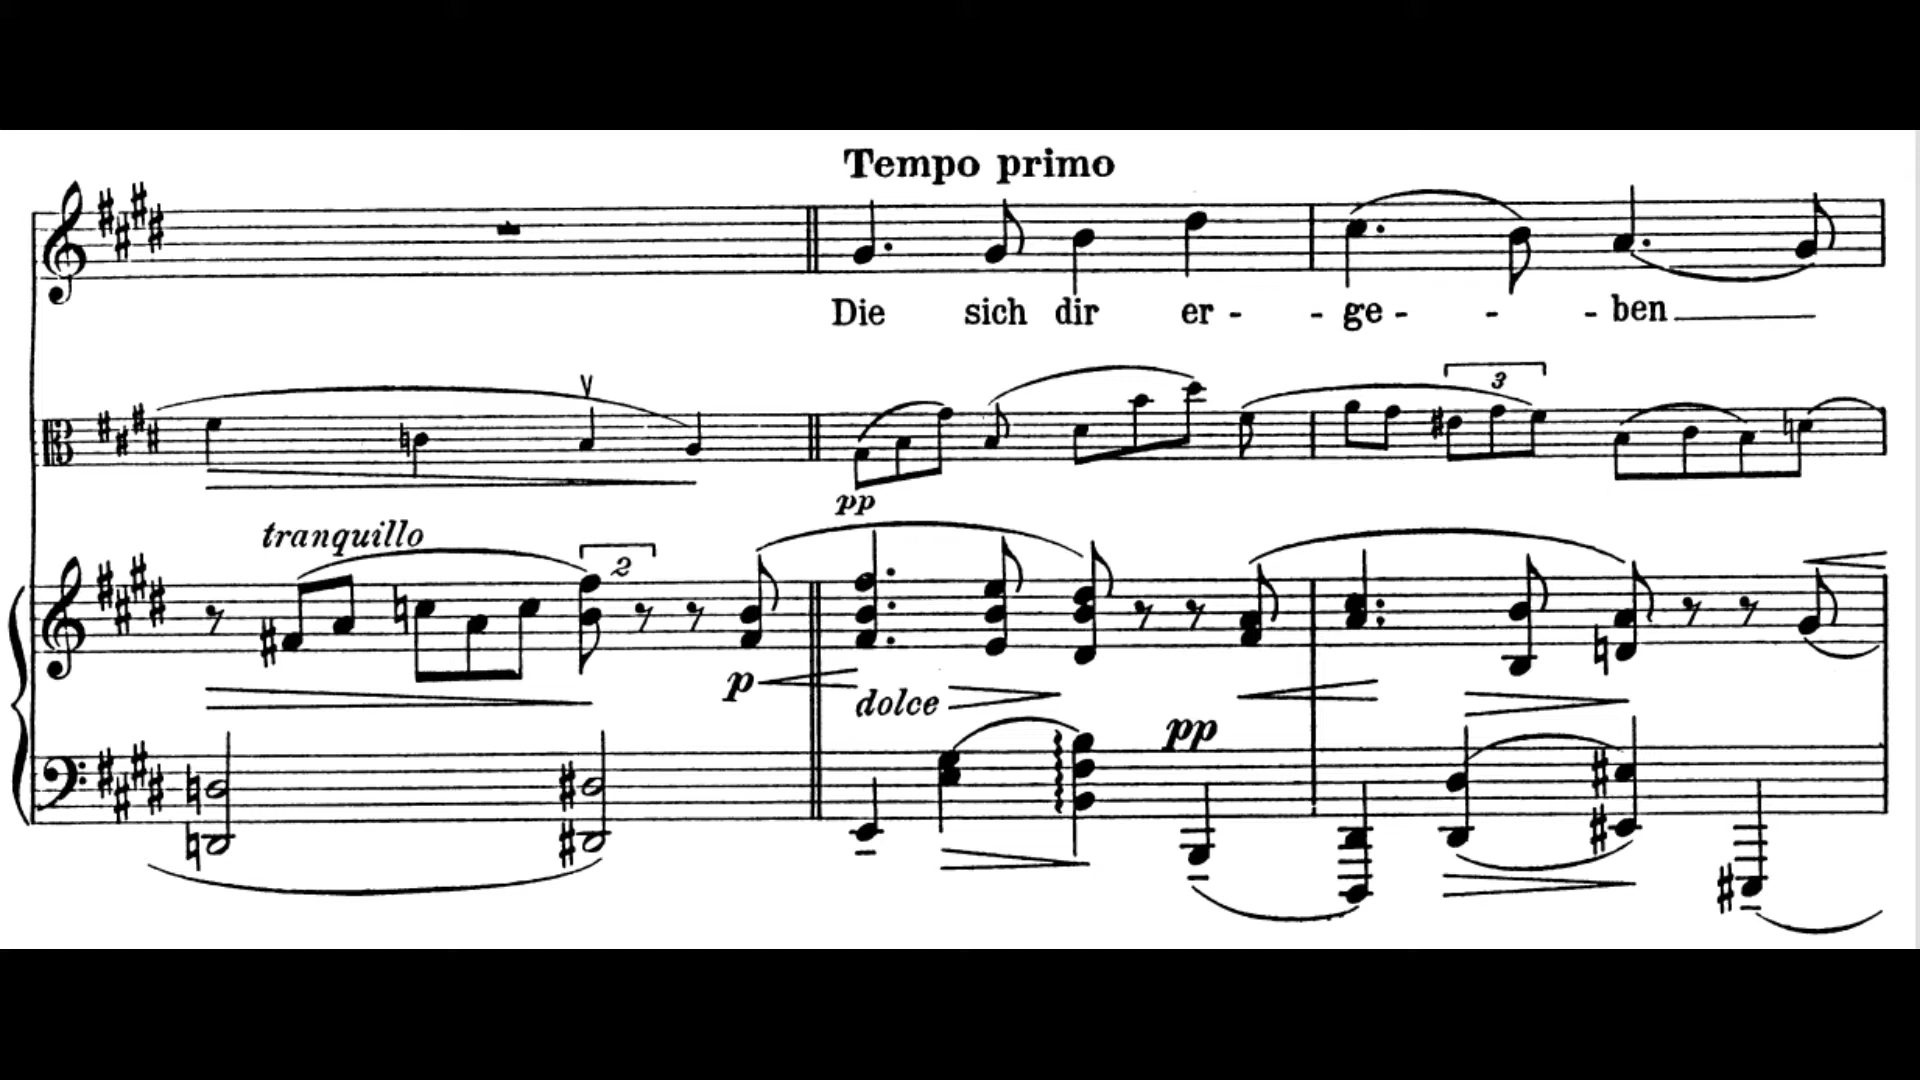 Tempo primo
Die sich dir er - - ge - - - ben
3
pp
tranquillo
2
p
dolce
pp